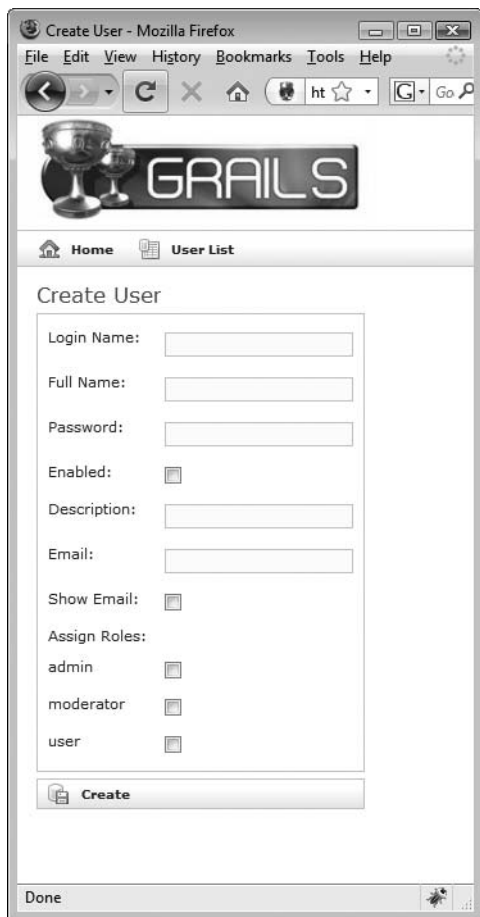 Create User - Mozilla Firefox
File Edit View History Bookmarks Tools Help
ht G Go
GRAILS
Home User List
Create User
Login Name:
Full Name:
Password:
Enabled:
Description:
Email:
Show Email:
Assign Roles:
admin
moderator
user
Create
Done